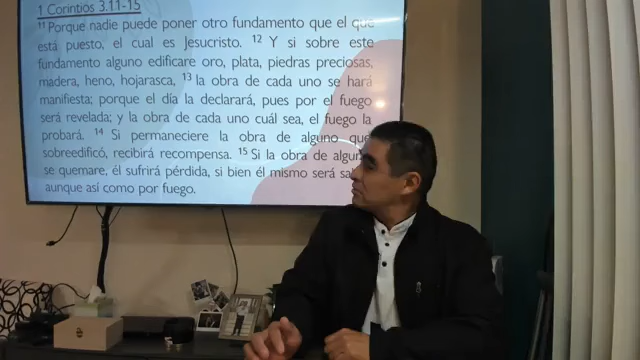 1 Corintios 3.11-15
11 Porque nadie puede poner otro fundamento que el que
está puesto, el cual es Jesucristo. 12 Y si sobre este
fundamento alguno edificare oro, plata, piedras preciosas,
madera, heno, hojarasca, 13 la obra de cada uno se hará
manifiesta; porque el día la declarará, pues por el fuego
será revelada; y la obra de cada uno cuál sea, el fuego la
probará. 14 Si permaneciere la obra de alguno que
sobreedificó, recibirá recompensa. 15 Si la obra de
se quemare, él sufrirá pérdida, si bien él mismo será
aunque así como por fuego.